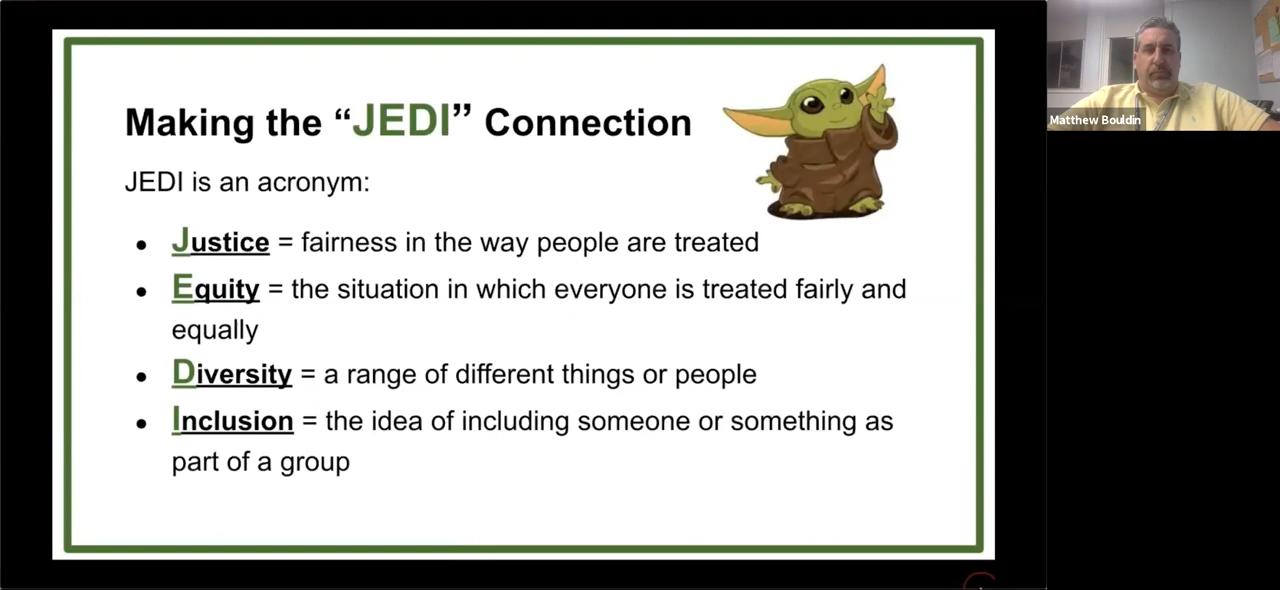 Making the “JEDI” Connection
JEDI is an acronym:
• Justice = fairness in the way people are treated
• Equity = the situation in which everyone is treated fairly and
equally
• Diversity = a range of different things or people
• Inclusion = the idea of including someone or something as
part of a group
Matthew Bouldin